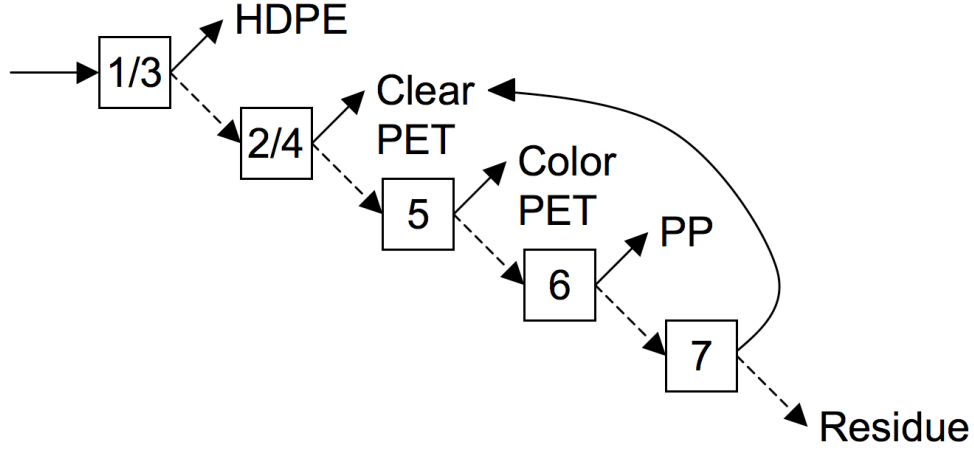 HDPE
1/3
Clear
PET
2/4
Color
PET
5
PP
6
7
Residue